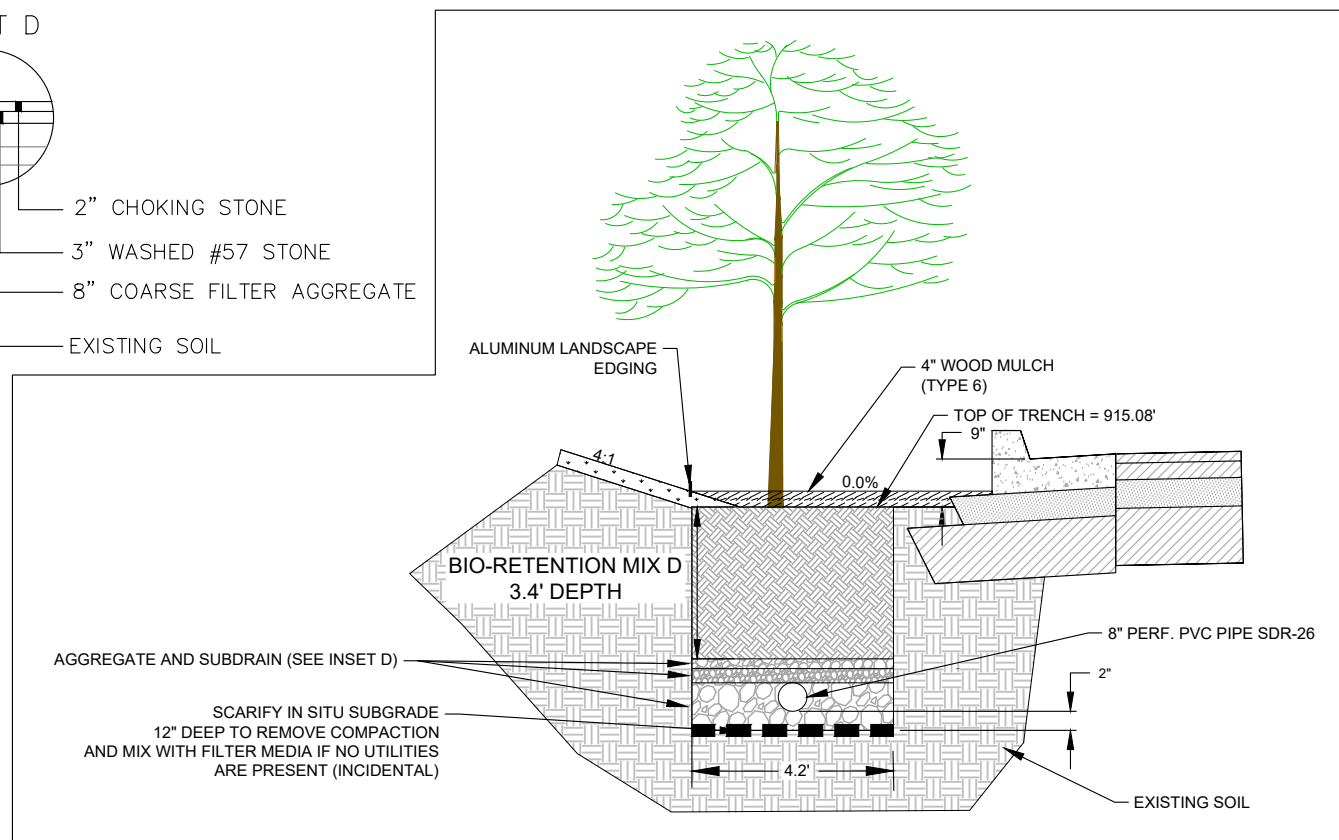 T D
2" CHOKING STONE
3" WASHED #57 STONE
8" COARSE FILTER AGGREGATE
EXISTING SOIL
ALUMINUM LANDSCAPE
EDGING
4" WOOD MULCH
(TYPE 6)
TOP OF TRENCH = 915.08'
9"
4:1
0.0%
BIO-RETENTION MIX D
3.4' DEPTH
8" PERF. PVC PIPE SDR-26
AGGREGATE AND SUBDRAIN (SEE INSET D)
2"
SCARIFY IN SITU SUBGRADE
12" DEEP TO REMOVE COMPACTION
AND MIX WITH FILTER MEDIA IF NO UTILITIES
ARE PRESENT (INCIDENTAL)
4.2'
EXISTING SOIL